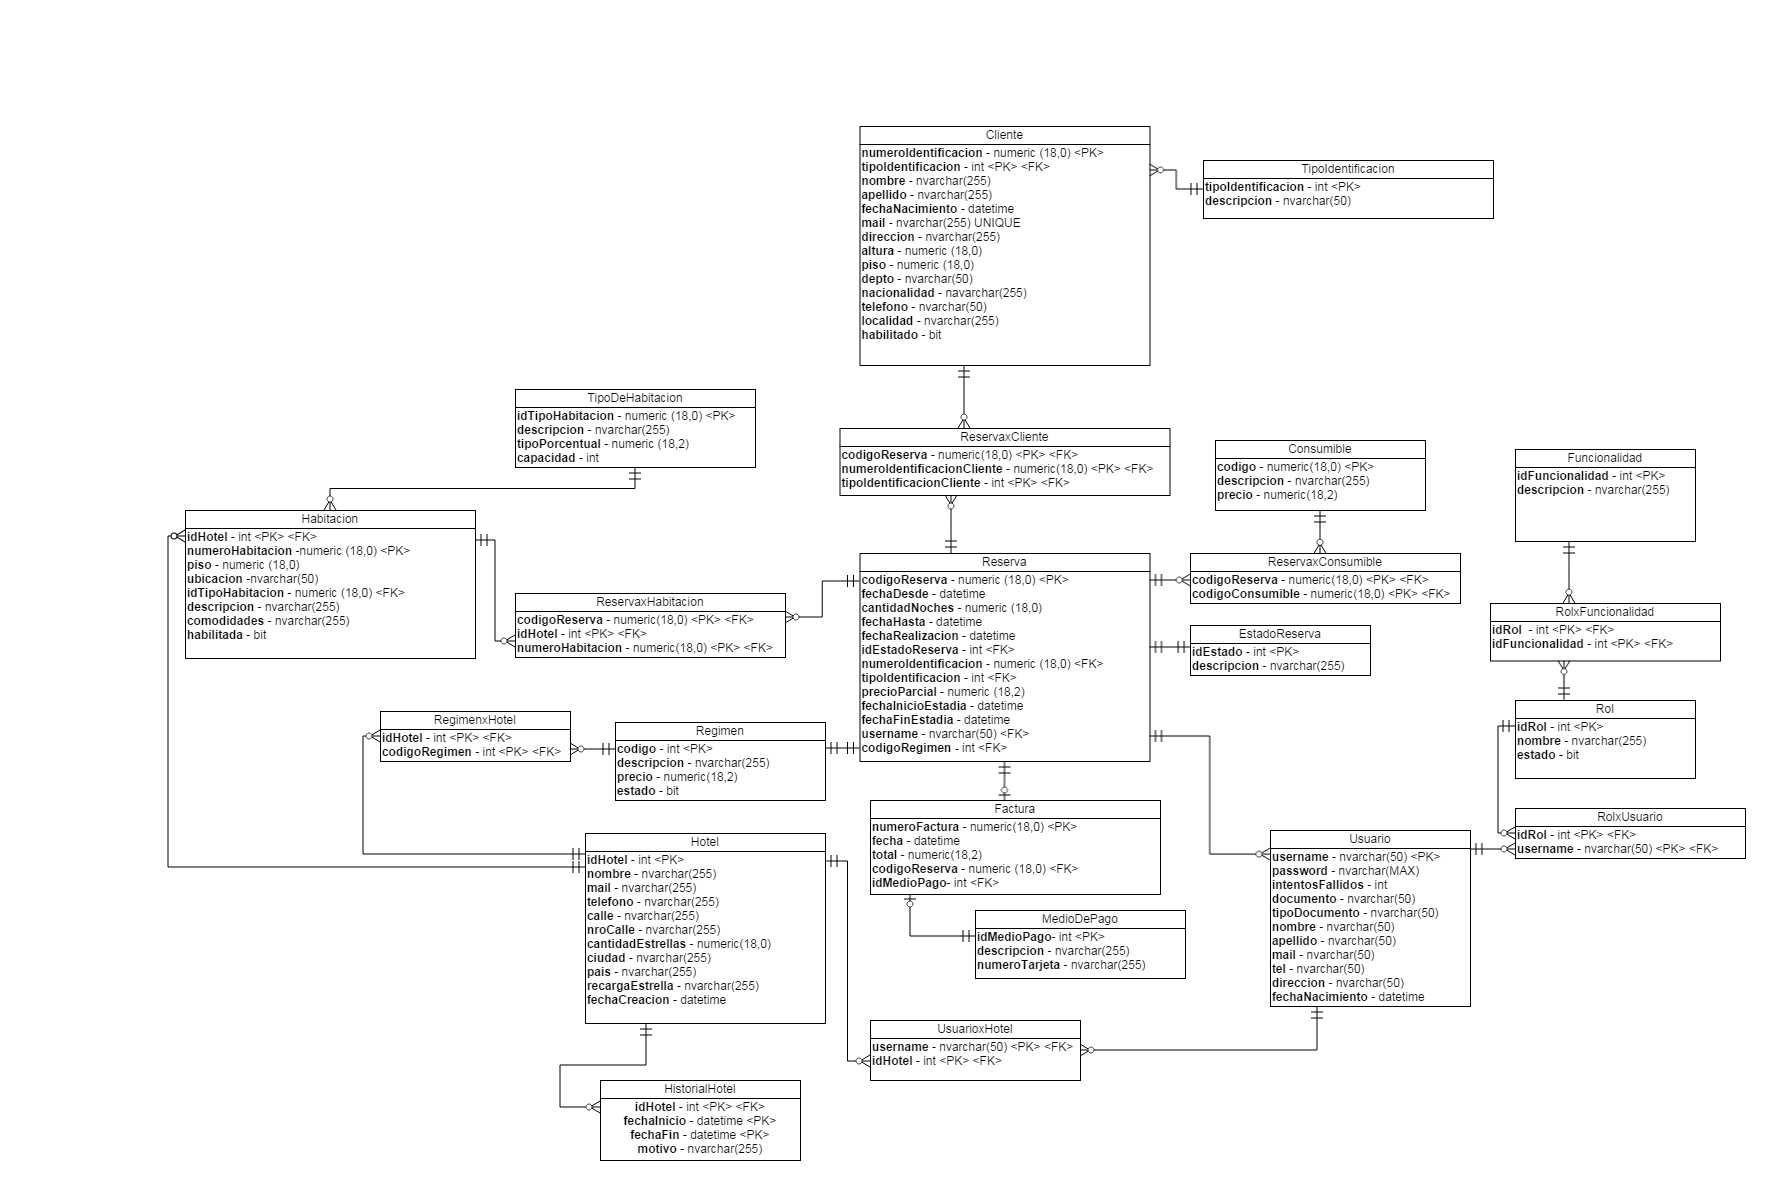 Cliente
numeroIdentificacion - numeric (18,0) <PK>
tipoIdentificacion - int <PK> <FK>
nombre - nvarchar(255)
apellido - nvarchar(255)
fechaNacimiento - datetime
mail - nvarchar(255) UNIQUE
direccion - nvarchar(255)
altura - numeric (18,0)
piso - numeric (18,0)
depto - nvarchar(50)
nacionalidad - navarchar(255)
telefono - nvarchar(50)
localidad - nvarchar(255)
habilitado - bit
TipoIdentificacion
tipoIdentificacion - int <PK>
descripcion - nvarchar(50)
TipoDeHabitacion
idTipoHabitacion - numeric (18,0) <PK>
descripcion - nvarchar(255)
tipoPorcentual - numeric (18,2)
capacidad - int
ReservaxCliente
codigoReserva - numeric(18,0) <PK> <FK>
numeroIdentificacionCliente - numeric(18,0) <PK> <FK>
tipoIdentificacionCliente - int <PK> <FK>
Consumible
codigo - numeric(18,0) <PK>
descripcion - nvarchar(255)
precio - numeric(18,2)
Funcionalidad
idFuncionalidad - int <PK>
descripcion - nvarchar(255)
Habitacion
idHotel - int <PK> <FK>
numeroHabitacion -numeric (18,0) <PK>
piso - numeric (18,0)
ubicacion -nvarchar(50)
idTipoHabitacion - numeric (18,0) <FK>
descripcion - nvarchar(255)
comodidades - nvarchar(255)
habilitada - bit
ReservaxHabitacion
codigoReserva - numeric(18,0) <PK> <FK>
idHotel - int <PK> <FK>
numeroHabitacion - numeric(18,0) <PK> <FK>
Reserva
codigoReserva - numeric (18,0) <PK>
fechaDesde - datetime
cantidadNoches - numeric (18,0)
fechaHasta - datetime
fechaRealizacion - datetime
idEstadoReserva - int <FK>
numeroIdentificacion - numeric (18,0) <FK>
tipoIdentificacion - int <FK>
precioParcial - numeric (18,2)
fechaInicioEstadia - datetime
fechaFinEstadia - datetime
username - nvarchar(50) <FK>
codigoRegimen - int <FK>
ReservaxConsumible
codigoReserva - numeric(18,0) <PK> <FK>
codigoConsumible - numeric(18,0) <PK> <FK>
EstadoReserva
idEstado - int <PK>
descripcion - nvarchar(255)
RolxFuncionalidad
idRol  - int <PK> <FK>
idFuncionalidad - int <PK> <FK>
Rol
idRol - int <PK>
nombre - nvarchar(255)
estado - bit
RegimenxHotel
idHotel - int <PK> <FK>
codigoRegimen - int <PK> <FK>
Regimen
codigo - int <PK>
descripcion - nvarchar(255)
precio - numeric(18,2)
estado - bit
Factura
numeroFactura - numeric(18,0) <PK>
fecha - datetime
total - numeric(18,2)
codigoReserva - numeric (18,0) <FK>
idMedioPago- int <FK>
RolxUsuario
idRol - int <PK> <FK>
username - nvarchar(50) <PK> <FK>
Hotel
idHotel - int <PK>
nombre - nvarchar(255)
mail - nvarchar(255)
telefono - nvarchar(255)
calle - nvarchar(255)
nroCalle - nvarchar(255)
cantidadEstrellas - numeric(18,0)
ciudad - nvarchar(255)
pais - nvarchar(255)
recargaEstrella - nvarchar(255)
fechaCreacion - datetime
Usuario
username - nvarchar(50) <PK>
password - nvarchar(MAX)
intentosFallidos - int
documento - nvarchar(50)
tipoDocumento - nvarchar(50)
nombre - nvarchar(50)
apellido - nvarchar(50)
mail - nvarchar(50)
tel - nvarchar(50)
direccion - nvarchar(50)
fechaNacimiento - datetime
MedioDePago
idMedioPago- int <PK>
descripcion - nvarchar(255)
numeroTarjeta - nvarchar(255)
UsuarioxHotel
username - nvarchar(50) <PK> <FK>
idHotel - int <PK> <FK>
HistorialHotel
idHotel - int <PK> <FK>
fechaInicio - datetime <PK>
fechaFin - datetime <PK>
motivo - nvarchar(255)